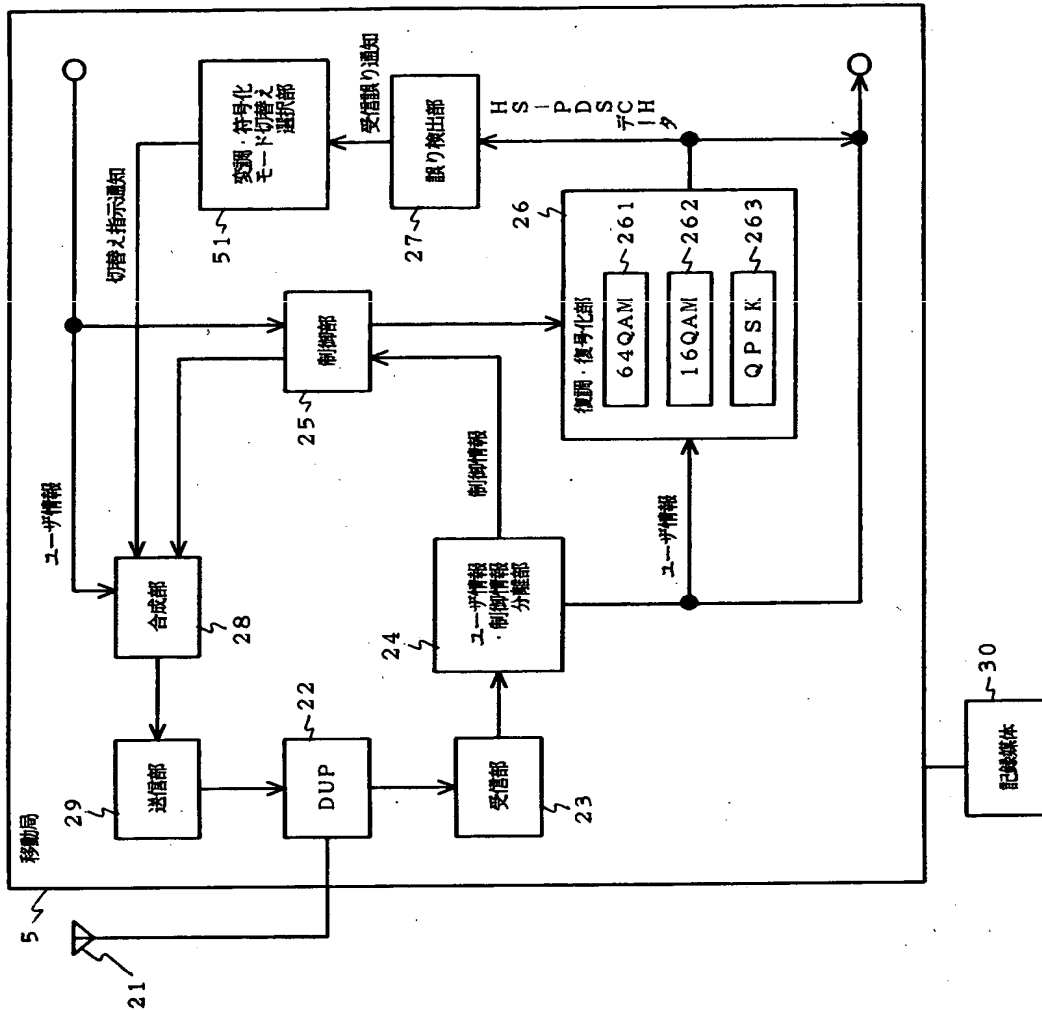 5
移動局
21
29
送信部
22
DUP
23
受信部
28
合成部
ユーザ情報
切替え指示通知
24
ユーザ情報
・制御情報
分離部
制御情報
25
制御部
51
変調・符号化
モード切替え
選択部
受信誤り通知
27
誤り検出部
HS-PDSCH
データ
ユーザ情報
26
復調・復号化部
64QAM
261
16QAM
262
QPSK
263
30
記録媒体